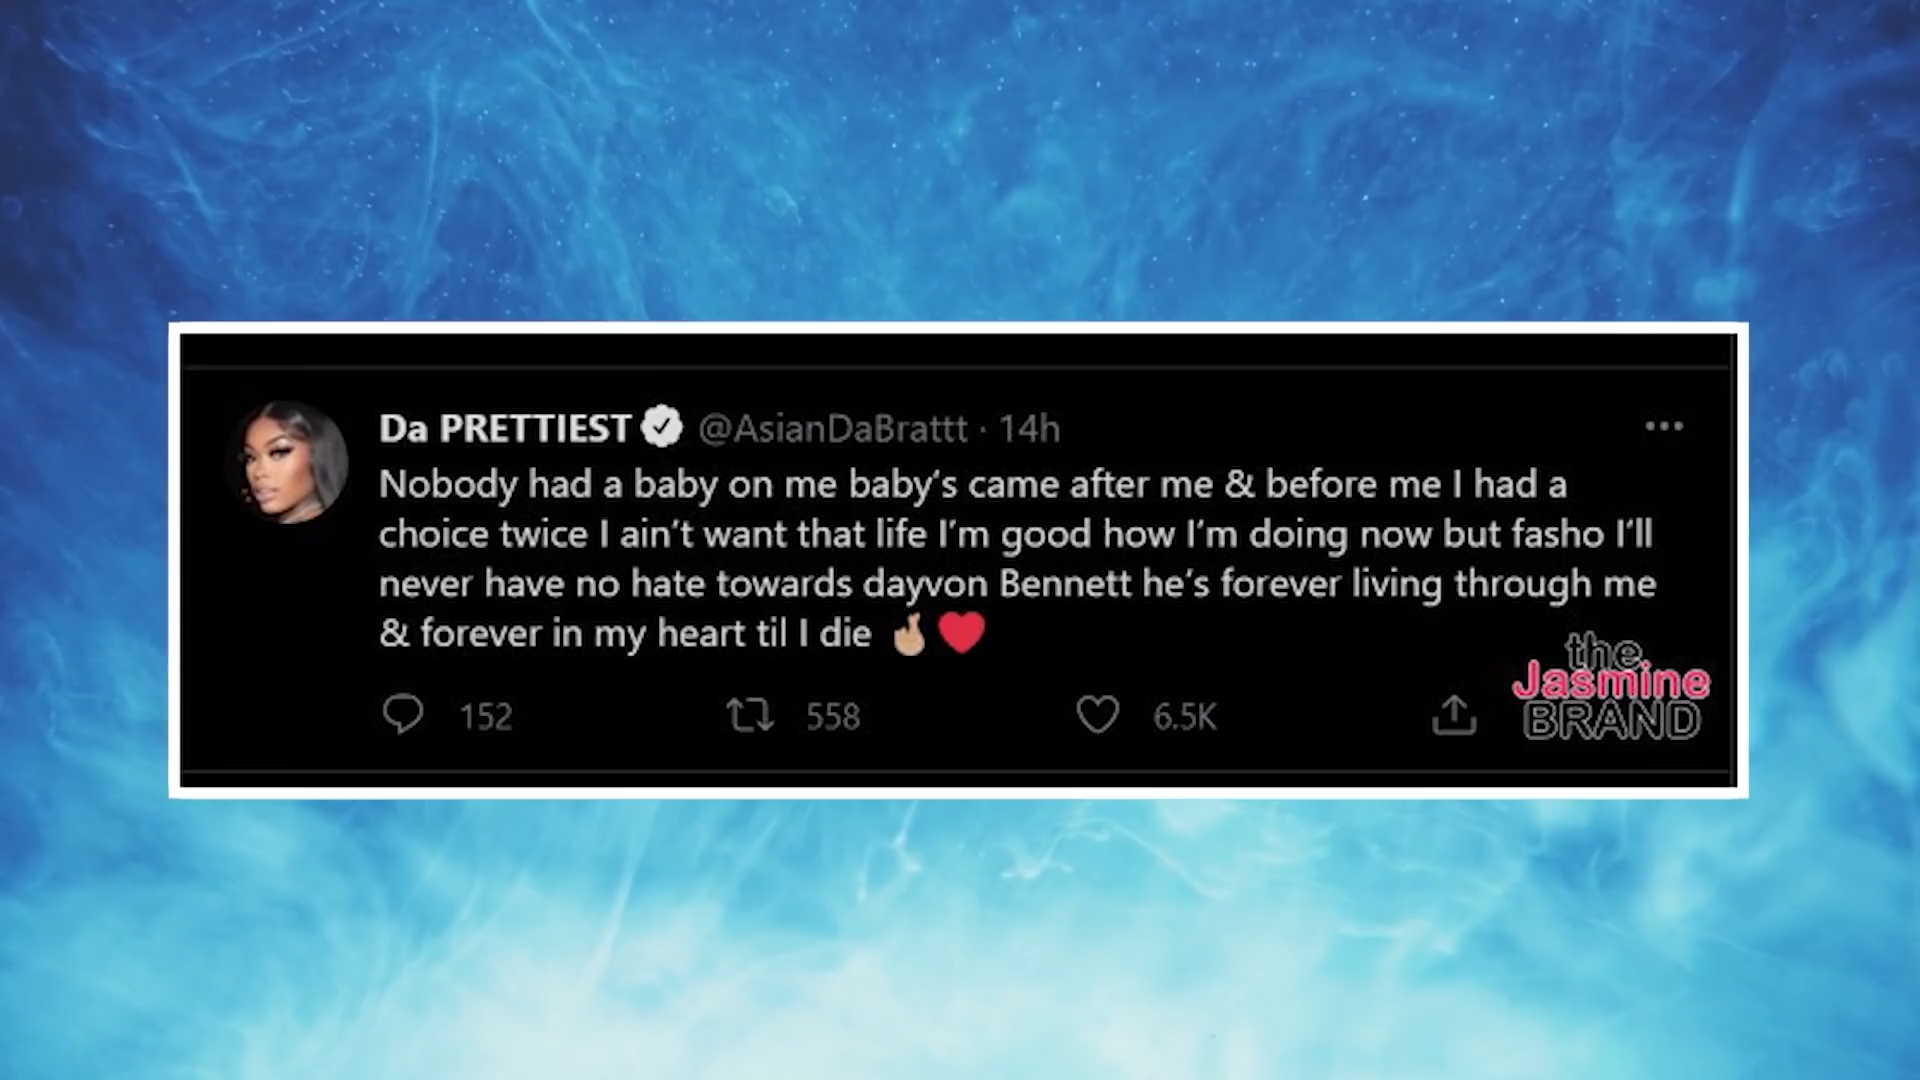 Da PRETTIEST @AsianDaBrattt · 14h
Nobody had a baby on me baby's came after me & before me I had a
choice twice I ain't want that life I'm good how I'm doing now but fasho I'll
never have no hate towards dayvon Bennett he's forever living through me
& forever in my heart til I die 🤞🏼❤️
152 558 6.5K
the
Jasmine
BRAND